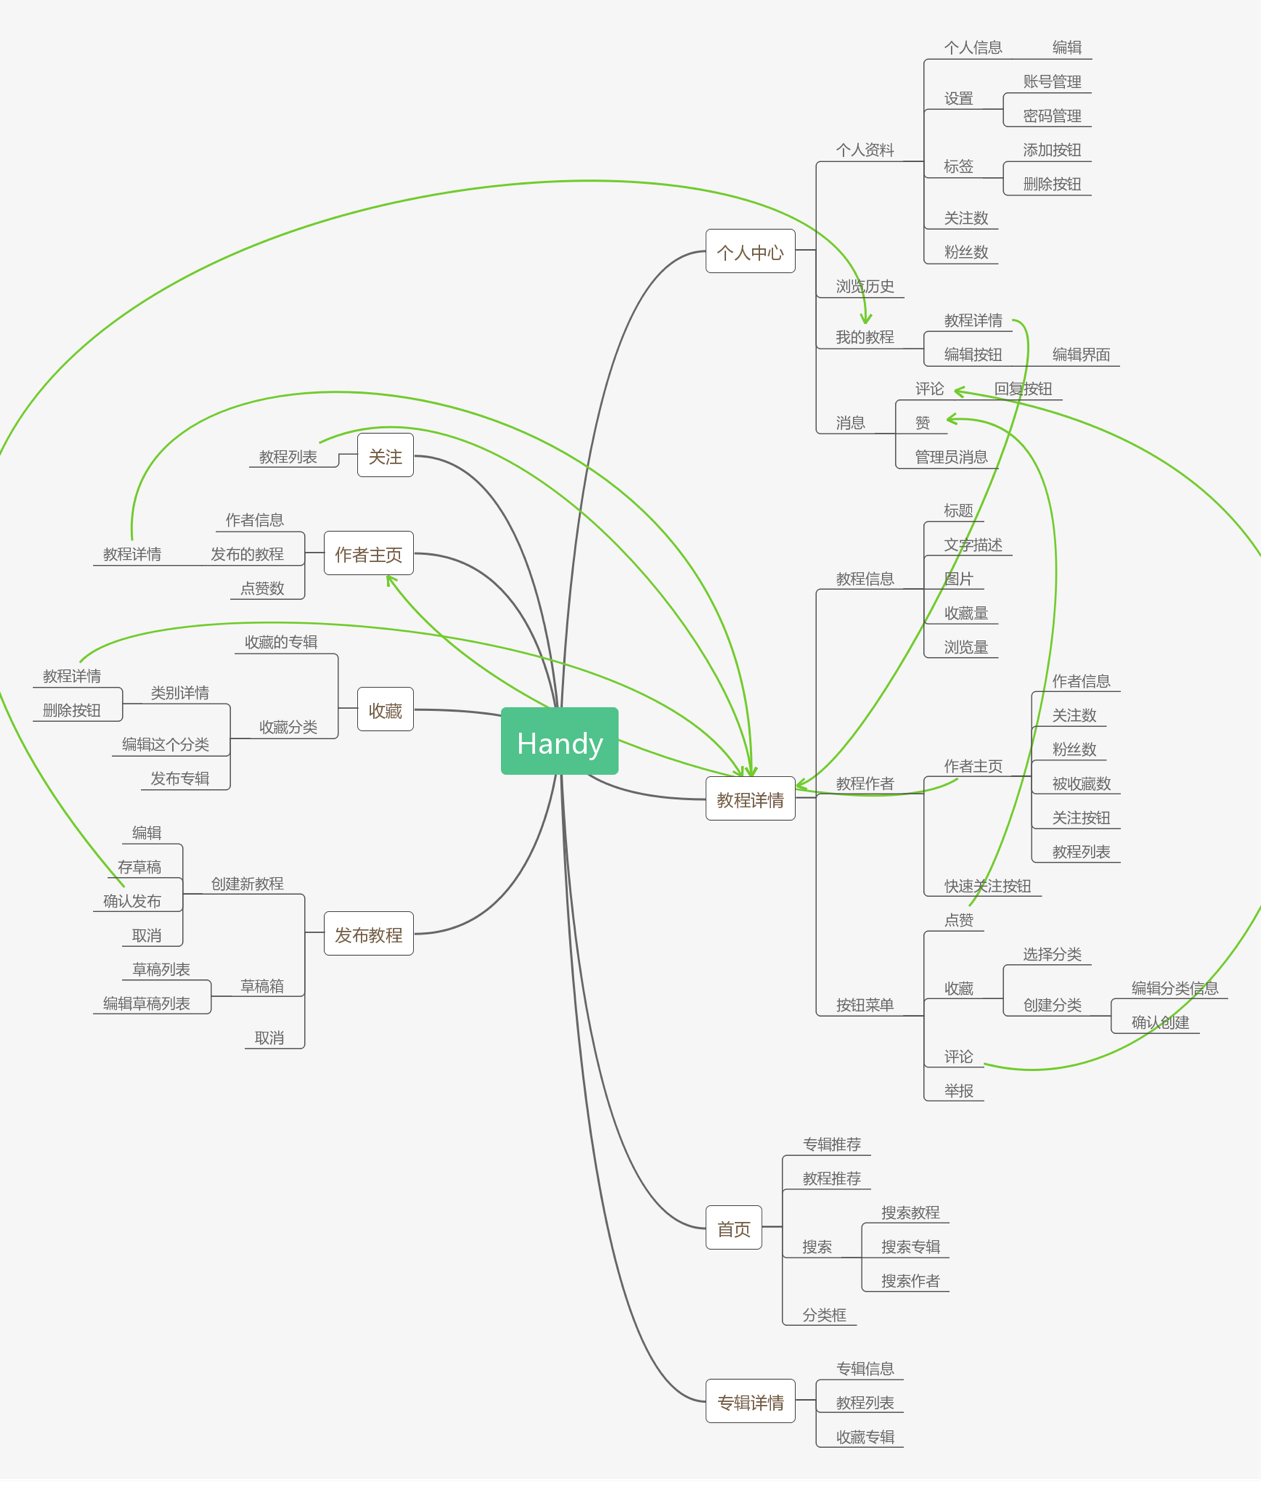 Handy
个人中心
个人资料
个人信息
编辑
设置
账号管理
密码管理
标签
添加按钮
删除按钮
关注数
粉丝数
浏览历史
我的教程
教程详情
编辑按钮
编辑界面
消息
评论
回复按钮
赞
管理员消息
教程详情
教程信息
标题
文字描述
图片
收藏量
浏览量
教程作者
作者主页
作者信息
关注数
粉丝数
被收藏数
关注按钮
教程列表
快速关注按钮
按钮菜单
点赞
收藏
选择分类
创建分类
编辑分类信息
确认创建
评论
举报
首页
专辑推荐
教程推荐
搜索
搜索教程
搜索专辑
搜索作者
分类框
专辑详情
专辑信息
教程列表
收藏专辑
关注
教程列表
作者主页
作者信息
发布的教程
教程详情
点赞数
收藏
收藏的专辑
收藏分类
类别详情
教程详情
删除按钮
编辑这个分类
发布专辑
发布教程
创建新教程
编辑
存草稿
确认发布
取消
草稿箱
草稿列表
编辑草稿列表
取消